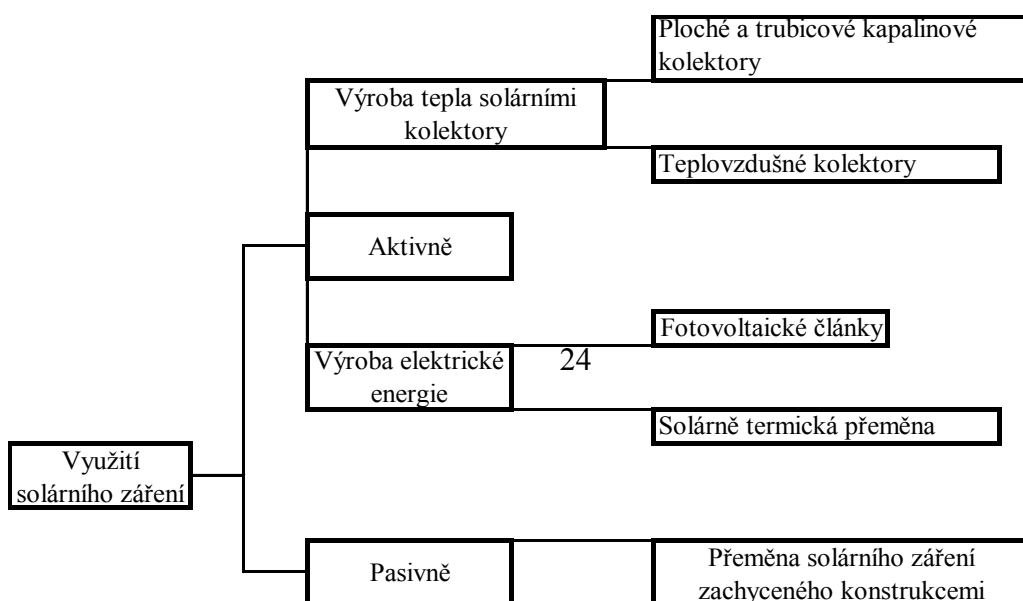 Ploché a trubicové kapalinové
kolektory
Výroba tepla solárními
kolektory
Teplovzdušné kolektory
Aktivně
Fotovoltaické články
Výroba elektrické
energie
24
Solárně termická přeměna
Využití
solárního záření
Pasivně
Přeměna solárního záření
zachyceného konstrukcemi